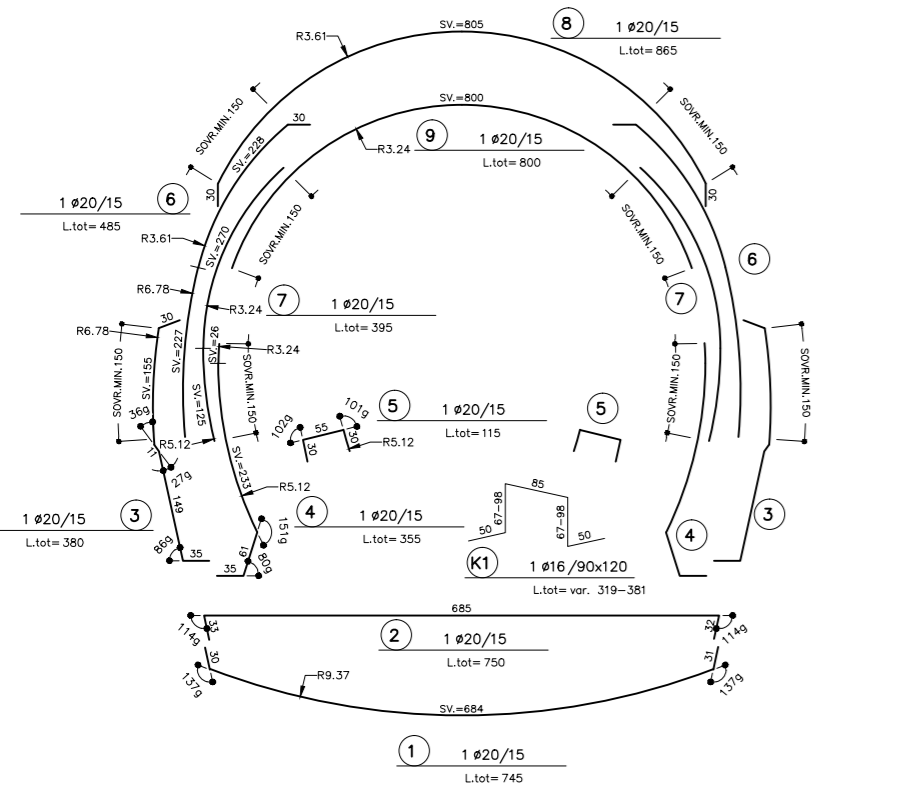 SV.=805
8
1 ø20/15
L.tot= 865
R3.61
SOVR.MIN.150
SOVR.MIN.150
SV.=800
30
SV.=228
9
1 ø20/15
L.tot= 800
R3.24
30
30
6
1 ø20/15
L.tot= 485
SOVR.MIN.150
SOVR.MIN.150
R3.61
SV.=270
6
R6.78
7
1 ø20/15
L.tot= 395
R3.24
7
30
R6.78
SV.=26
R3.24
SOVR.MIN.150
SV.=155
SV.=227
SOVR.MIN.150
SOVR.MIN.150
SOVR.MIN.150
36g
SV.=125
R5.12
102g
55
101g
30
30
R5.12
5
1 ø20/15
L.tot= 115
5
11
27g
SV.=233
R5.12
149
85
67-98
67-98
50
50
3
1 ø20/15
L.tot= 380
4
1 ø20/15
L.tot= 355
151g
4
3
86g
35
61
80g
35
K1
1 ø16 /90x120
L.tot= var. 319-381
685
33
32
114g
114g
2
1 ø20/15
L.tot= 750
30
31
137g
137g
R9.37
SV.=684
1
1 ø20/15
L.tot= 745